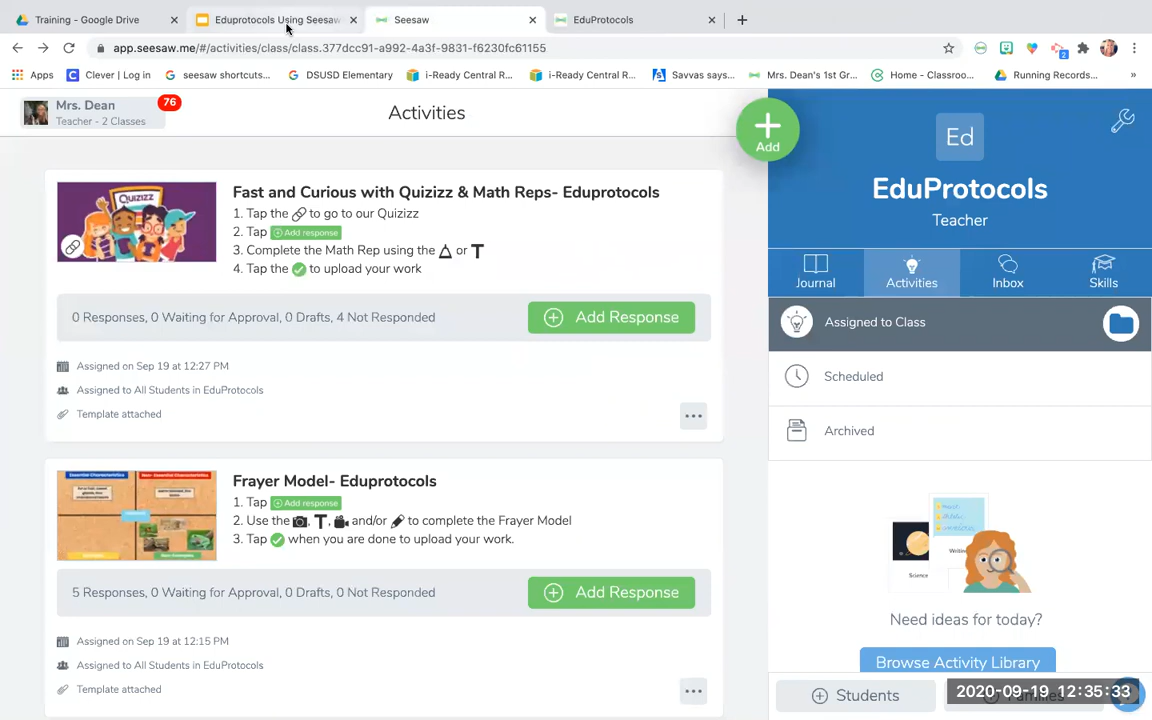 Training - Google Drive
Eduprotocols Using Seesaw
Seesaw
EduProtocols
app.seesaw.me/#/activities/class/class.377dcc91-a992-4a3f-9831-f6230fc61155
Apps
Clever | Log in
seesaw shortcuts...
DSUSD Elementary
i-Ready Central R...
i-Ready Central R...
Savvas says...
Mrs. Dean's 1st Gr...
Home - Classroo...
Running Records...
»
Mrs. Dean
Teacher - 2 Classes
76
Activities
Add
Ed
EduProtocols
Teacher
Journal
Activities
Inbox
Skills
Assigned to Class
Scheduled
Archived
Quizizz
Fast and Curious with Quizizz & Math Reps- Eduprotocols
1. Tap the to go to our Quizizz
2. Tap Add response
3. Complete the Math Rep using the or T
4. Tap the to upload your work
0 Responses, 0 Waiting for Approval, 0 Drafts, 4 Not Responded
Add Response
Assigned on Sep 19 at 12:27 PM
Assigned to All Students in EduProtocols
Template attached
Frayer Model- Eduprotocols
1. Tap Add response
2. Use the , T, and/or to complete the Frayer Model
3. Tap when you are done to upload your work.
5 Responses, 0 Waiting for Approval, 0 Drafts, 0 Not Responded
Add Response
Assigned on Sep 19 at 12:15 PM
Assigned to All Students in EduProtocols
Template attached
Science
Need ideas for today?
Browse Activity Library
Students
2020-09-19 12:35:33